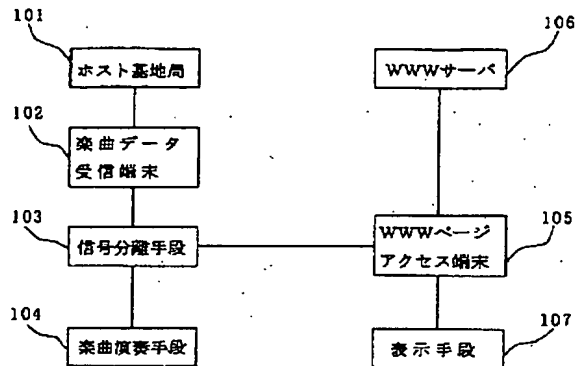 101
ホスト基地局
102
楽曲データ
受信端末
103
信号分離手段
104
楽曲演奏手段
106
WWWサーバ
WWWページ
アクセス端末
105
表示手段
107